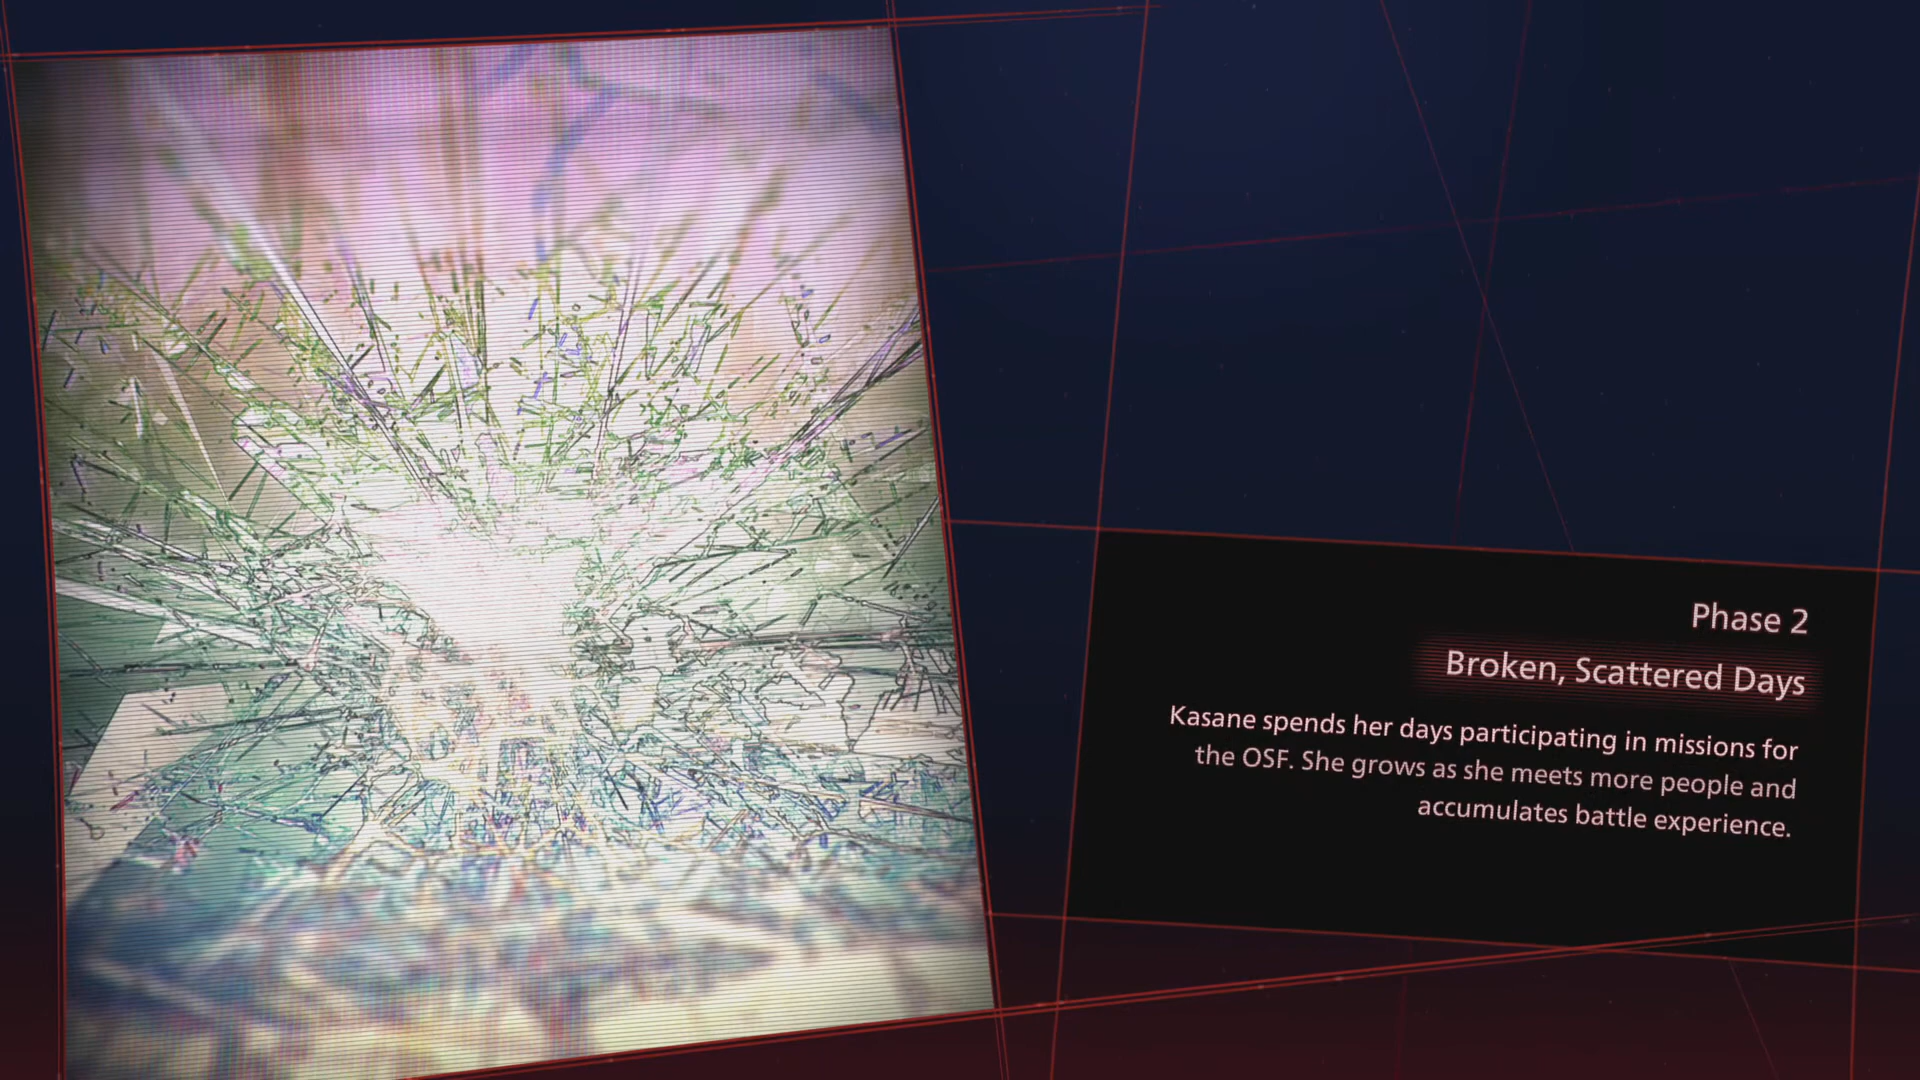 Phase 2
Broken, Scattered Days
Kasane spends her days participating in missions for
the OSF. She grows as she meets more people and
accumulates battle experience.